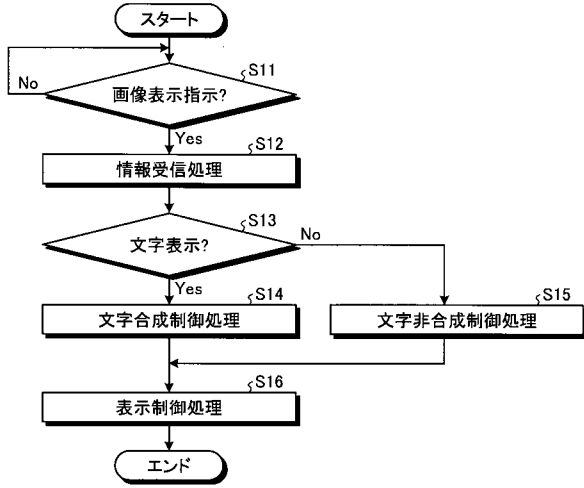 スタート
S11
No
画像表示指示?
Yes
S12
情報受信処理
S13
文字表示?
No
Yes
S14
文字合成制御処理
S15
文字非合成制御処理
S16
表示制御処理
エンド